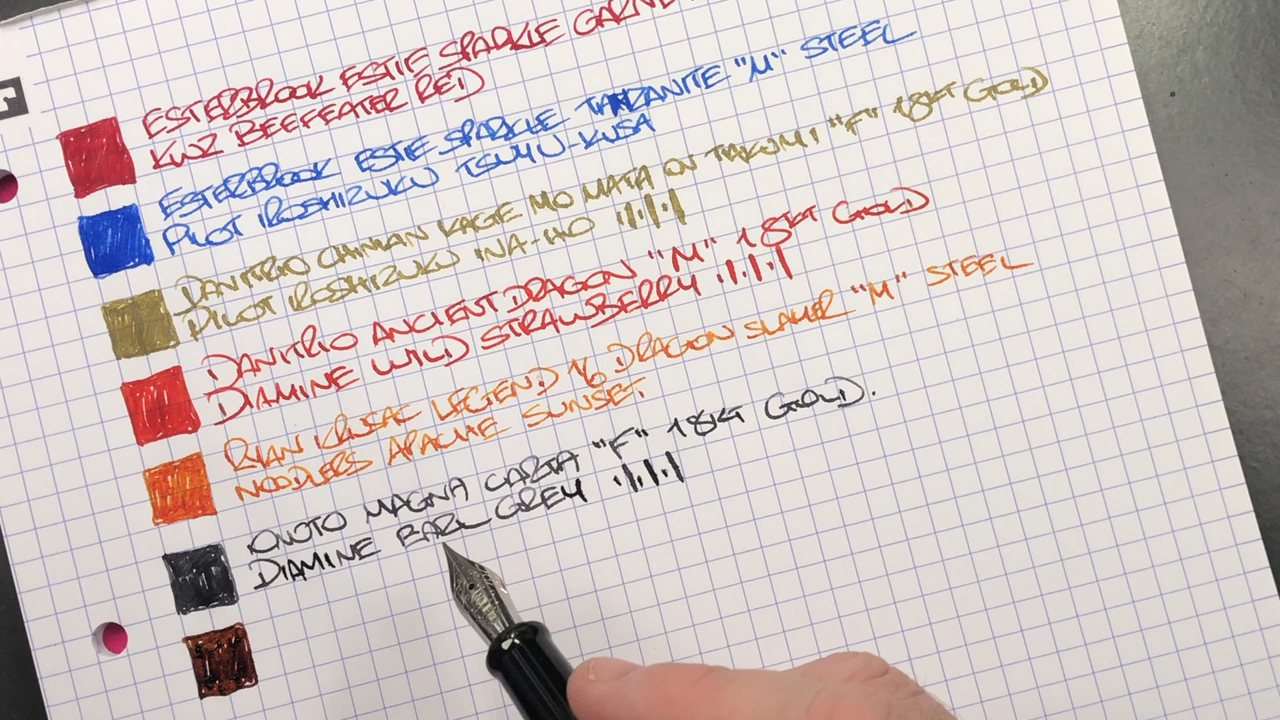 ESTERBROOK ESTIE SPARKLE GARN
KWZ BEEFEATER RED
ESTERBROOK ESTIE SPARKLE TANZANITE "M" STEEL
PILOT IROSHIZUKU TSUYU-KUSA
DANITRIO KAGE MO MATA ON TAKUMI "F" 18KT GOLD
PILOT IROSHIZUKU INA-HO
DANITRIO ANCIENT DRAGON "M" 18KT GOLD
DIAMINE WILD STRAWBERRY
RYAN KRUSAC LEGEND 16 DRAGON SLAYER "M" STEEL
NOODLERS APACHE SUNSET.
ONOTO MAGNA CARTA "F" 18KT GOLD.
DIAMINE EARL GREY